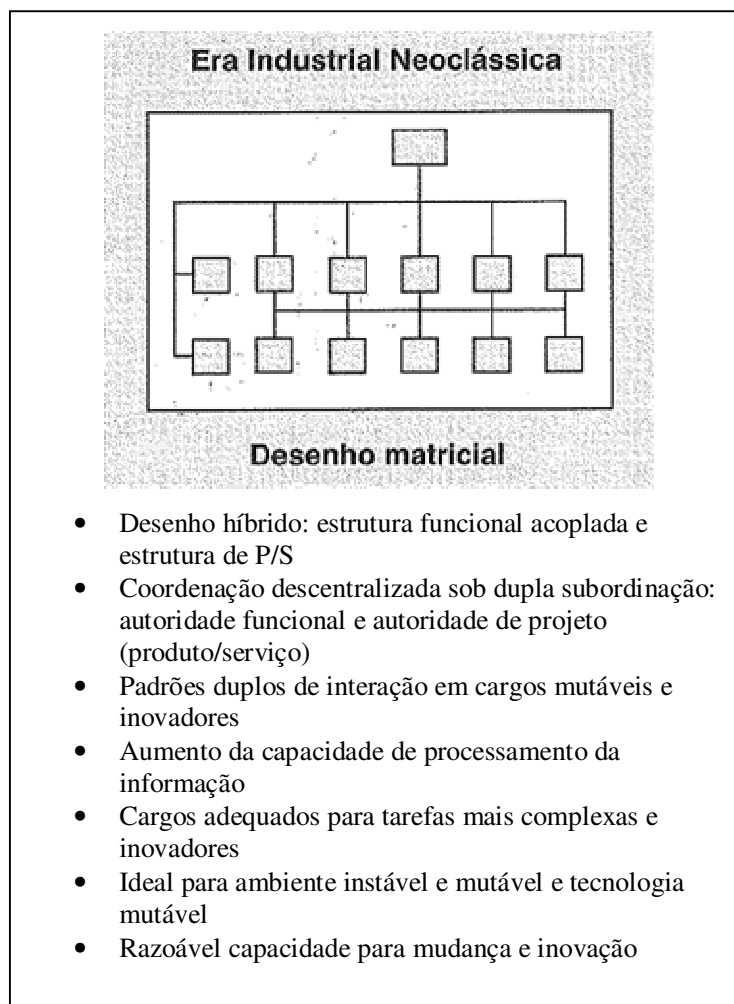 Era Industrial Neoclássica
Desenho matricial
• Desenho híbrido: estrutura funcional acoplada e
estrutura de P/S
• Coordenação descentralizada sob dupla subordinação:
autoridade funcional e autoridade de projeto
(produto/serviço)
• Padrões duplos de interação em cargos mutáveis e
inovadores
• Aumento da capacidade de processamento da
informação
• Cargos adequados para tarefas mais complexas e
inovadores
• Ideal para ambiente instável e mutável e tecnologia
mutável
• Razoável capacidade para mudança e inovação